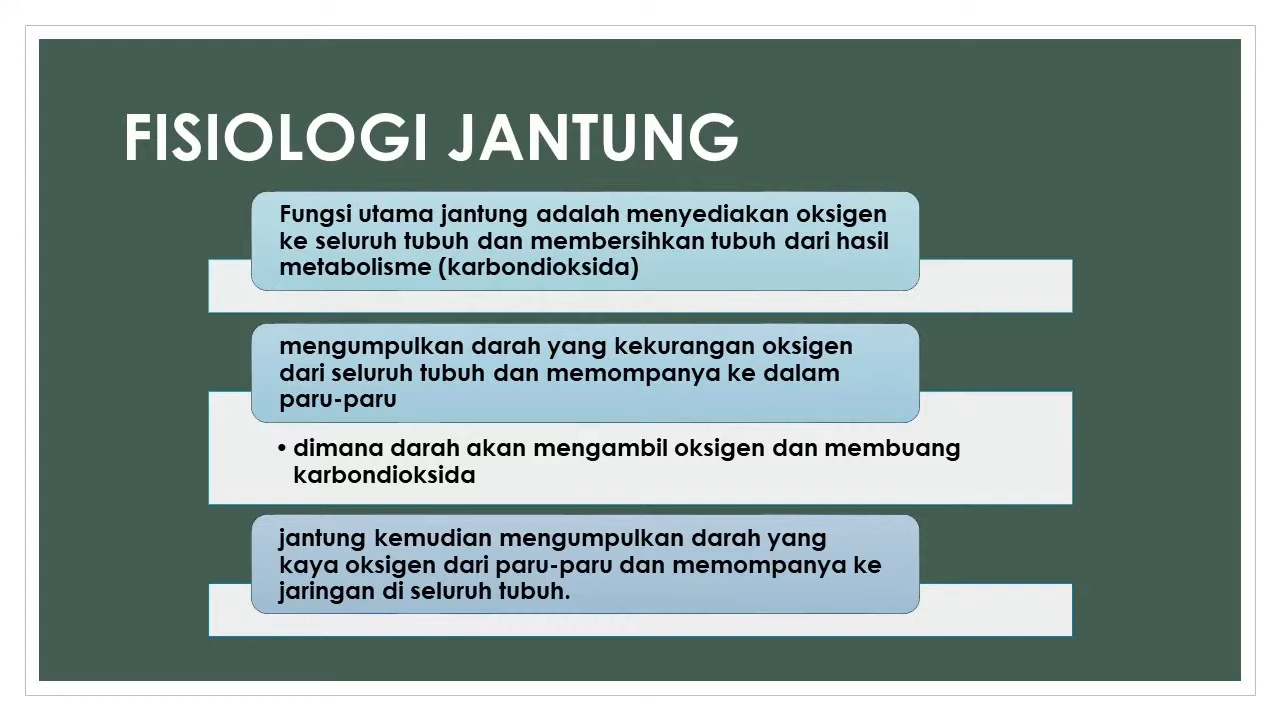 FISIOLOGI JANTUNG
Fungsi utama jantung adalah menyediakan oksigen
ke seluruh tubuh dan membersihkan tubuh dari hasil
metabolisme (karbondioksida)
mengumpulkan darah yang kekurangan oksigen
dari seluruh tubuh dan memompanya ke dalam
paru-paru
• dimana darah akan mengambil oksigen dan membuang
karbondioksida
jantung kemudian mengumpulkan darah yang
kaya oksigen dari paru-paru dan memompanya ke
jaringan di seluruh tubuh.